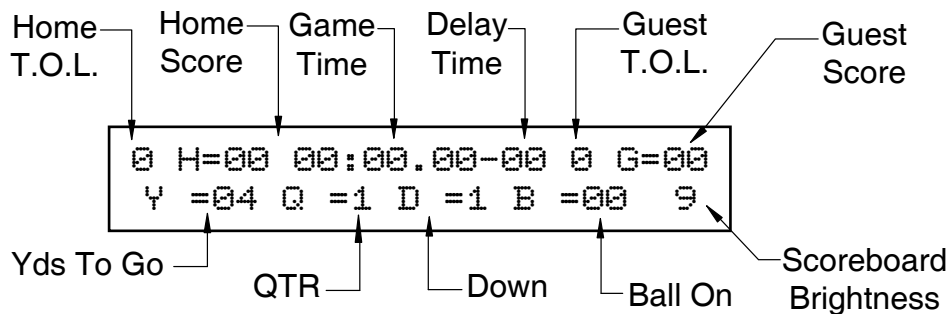 Home T.O.L.
Home Score
Game Time
Delay Time
Guest T.O.L.
Guest Score
0 H=00 00:00.00-00 0 G=00
Y =04 Q =1 D =1 B =00 9
Yds To Go
QTR
Down
Ball On
Scoreboard Brightness